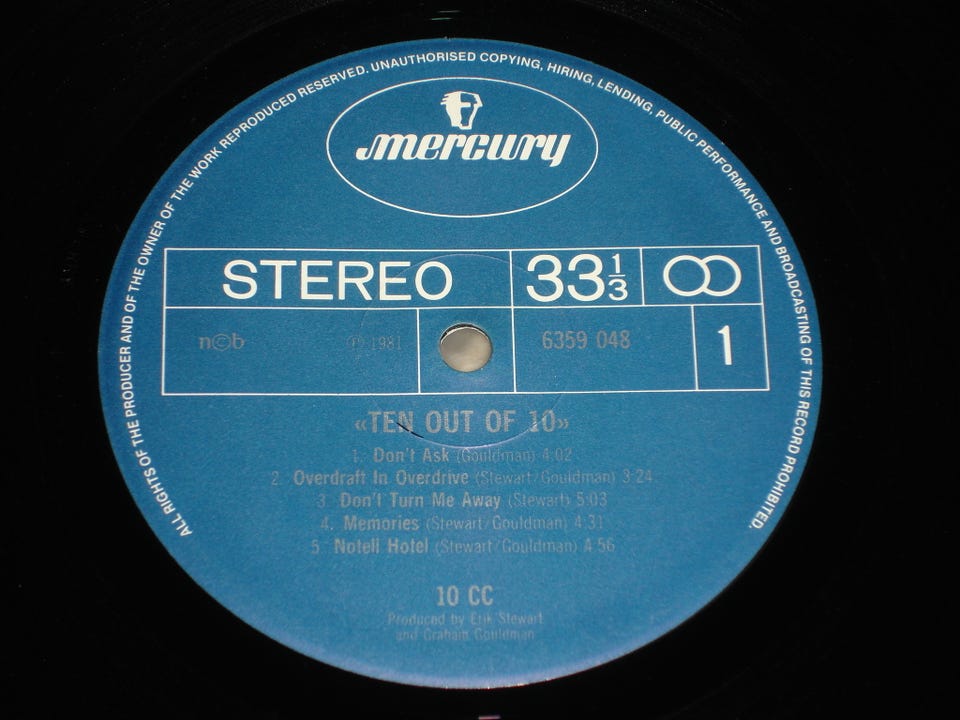 ALL RIGHTS OF THE PRODUCER AND OF THE OWNER OF THE WORK REPRODUCED RESERVED. UNAUTHORISED COPYING, HIRING, LENDING, PUBLIC PERFORMANCE AND BROADCASTING OF THIS RECORD PROHIBITED.
mercury
STEREO 33 1/3
n©b ℗ 1981 6359 048 1
«TEN OUT OF 10»
1. Don't Ask (Gouldman) 4:02
2. Overdraft In Overdrive (Stewart/Gouldman) 3:24
3. Don't Turn Me Away (Stewart) 5:03
4. Memories (Stewart/Gouldman) 4:31
5 Notell Hotel (Stewart/Gouldman) 4 56
10 CC
Produced by Erik Stewart
and Graham Gouldman